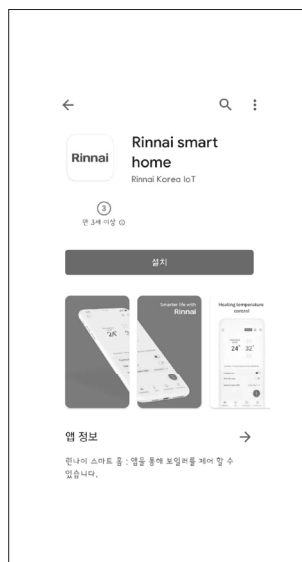 Rinnai
Rinnai smart
home
Rinnai Korea IoT
3
만 3세 이상
설치
24°
Smarter life with
Rinnai
Heating temperature
control
24° 32°
앱 정보
린나이 스마트 홈 : 앱을 통해 보일러를 제어 할 수
있습니다.